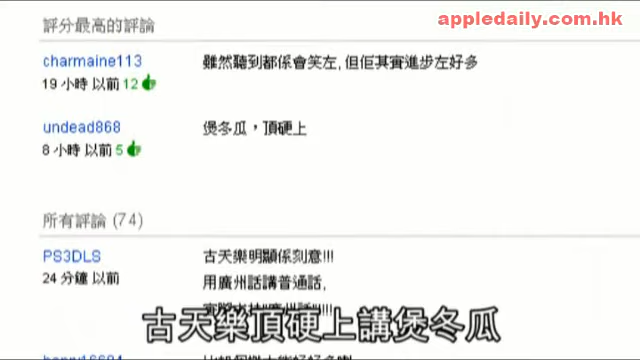 appledaily.com.hk
評分最高的評論
charmaine113
雖然聽到都係會笑左,但佢其實進步左好多
19 小時 以前 12
undead868
煲冬瓜，頂硬上
8 小時 以前 5
所有評論 (74)
PS3DLS
古天樂明顯係刻意!!!
24 分鐘 以前
用廣州話講普通話,
古天樂頂硬上講煲冬瓜